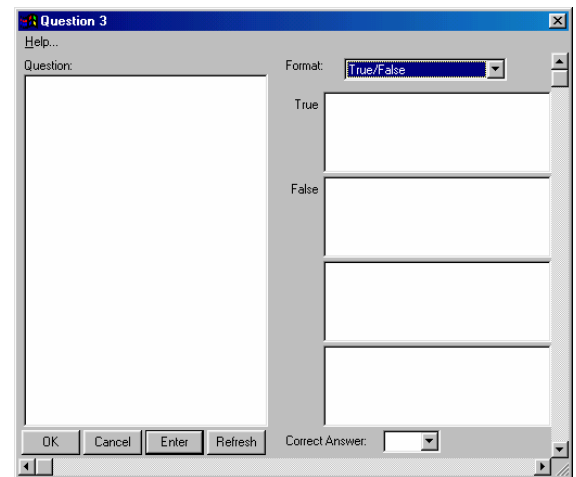 Question 3
Help...
Question:
Format: True/False
True
False
OK Cancel Enter Refresh
Correct Answer: